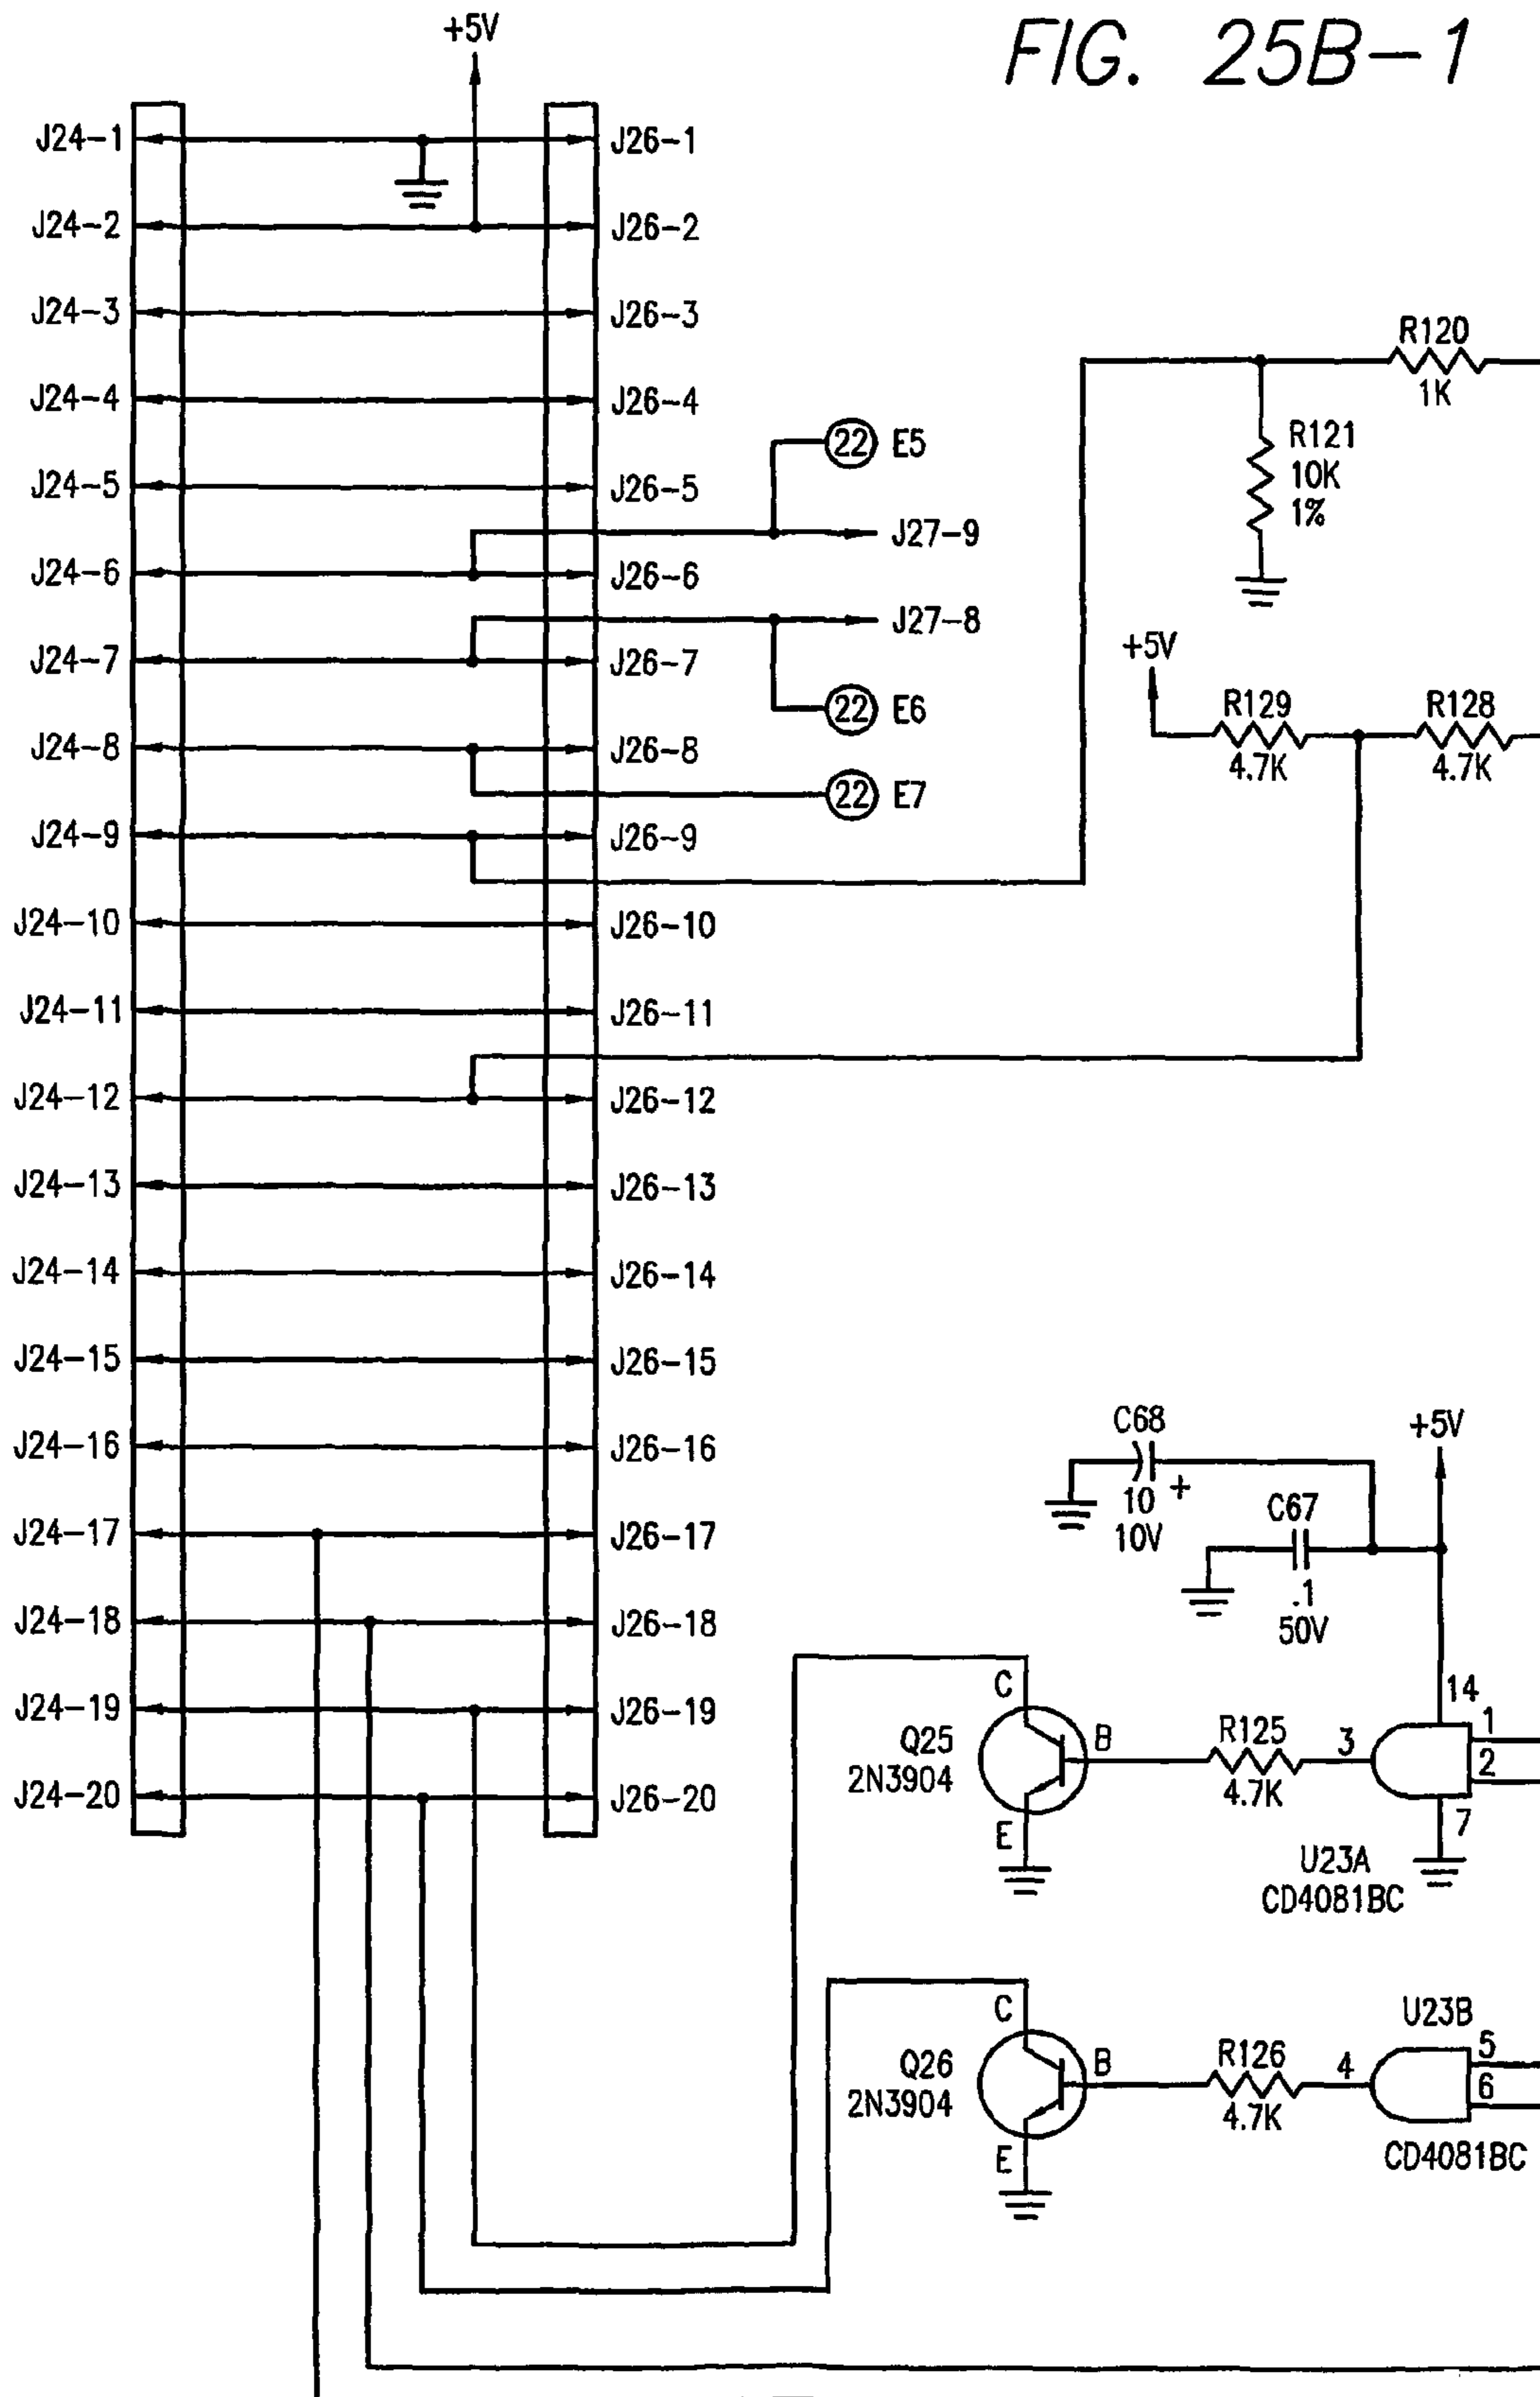 FIG. 25B-1
+5V
J24-1
J26-1
J24-2
J26-2
J24-3
J26-3
J24-4
J26-4
J24-5
J26-5
J24-6
J26-6
J24-7
J26-7
J24-8
J26-8
J24-9
J26-9
J24-10
J26-10
J24-11
J26-11
J24-12
J26-12
J24-13
J26-13
J24-14
J26-14
J24-15
J26-15
J24-16
J26-16
J24-17
J26-17
J24-18
J26-18
J24-19
J26-19
J24-20
J26-20
22 E5
J27-9
J27-8
22 E6
22 E7
R120
1K
R121
10K
1%
+5V
R129
4.7K
R128
4.7K
C68
10 +
10V
C67
.1
50V
+5V
14
C
Q25
2N3904
B
E
R125
4.7K
3
1
2
7
U23A
CD4081BC
C
Q26
2N3904
B
E
R126
4.7K
4
U23B
5
6
CD4081BC